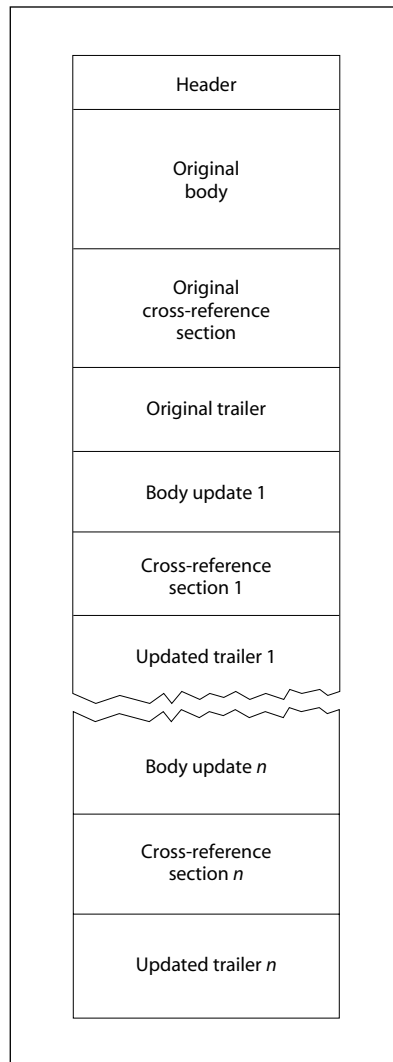 Header
Original
body
Original
cross-reference
section
Original trailer
Body update 1
Cross-reference
section 1
Updated trailer 1
Body update n
Cross-reference
section n
Updated trailer n